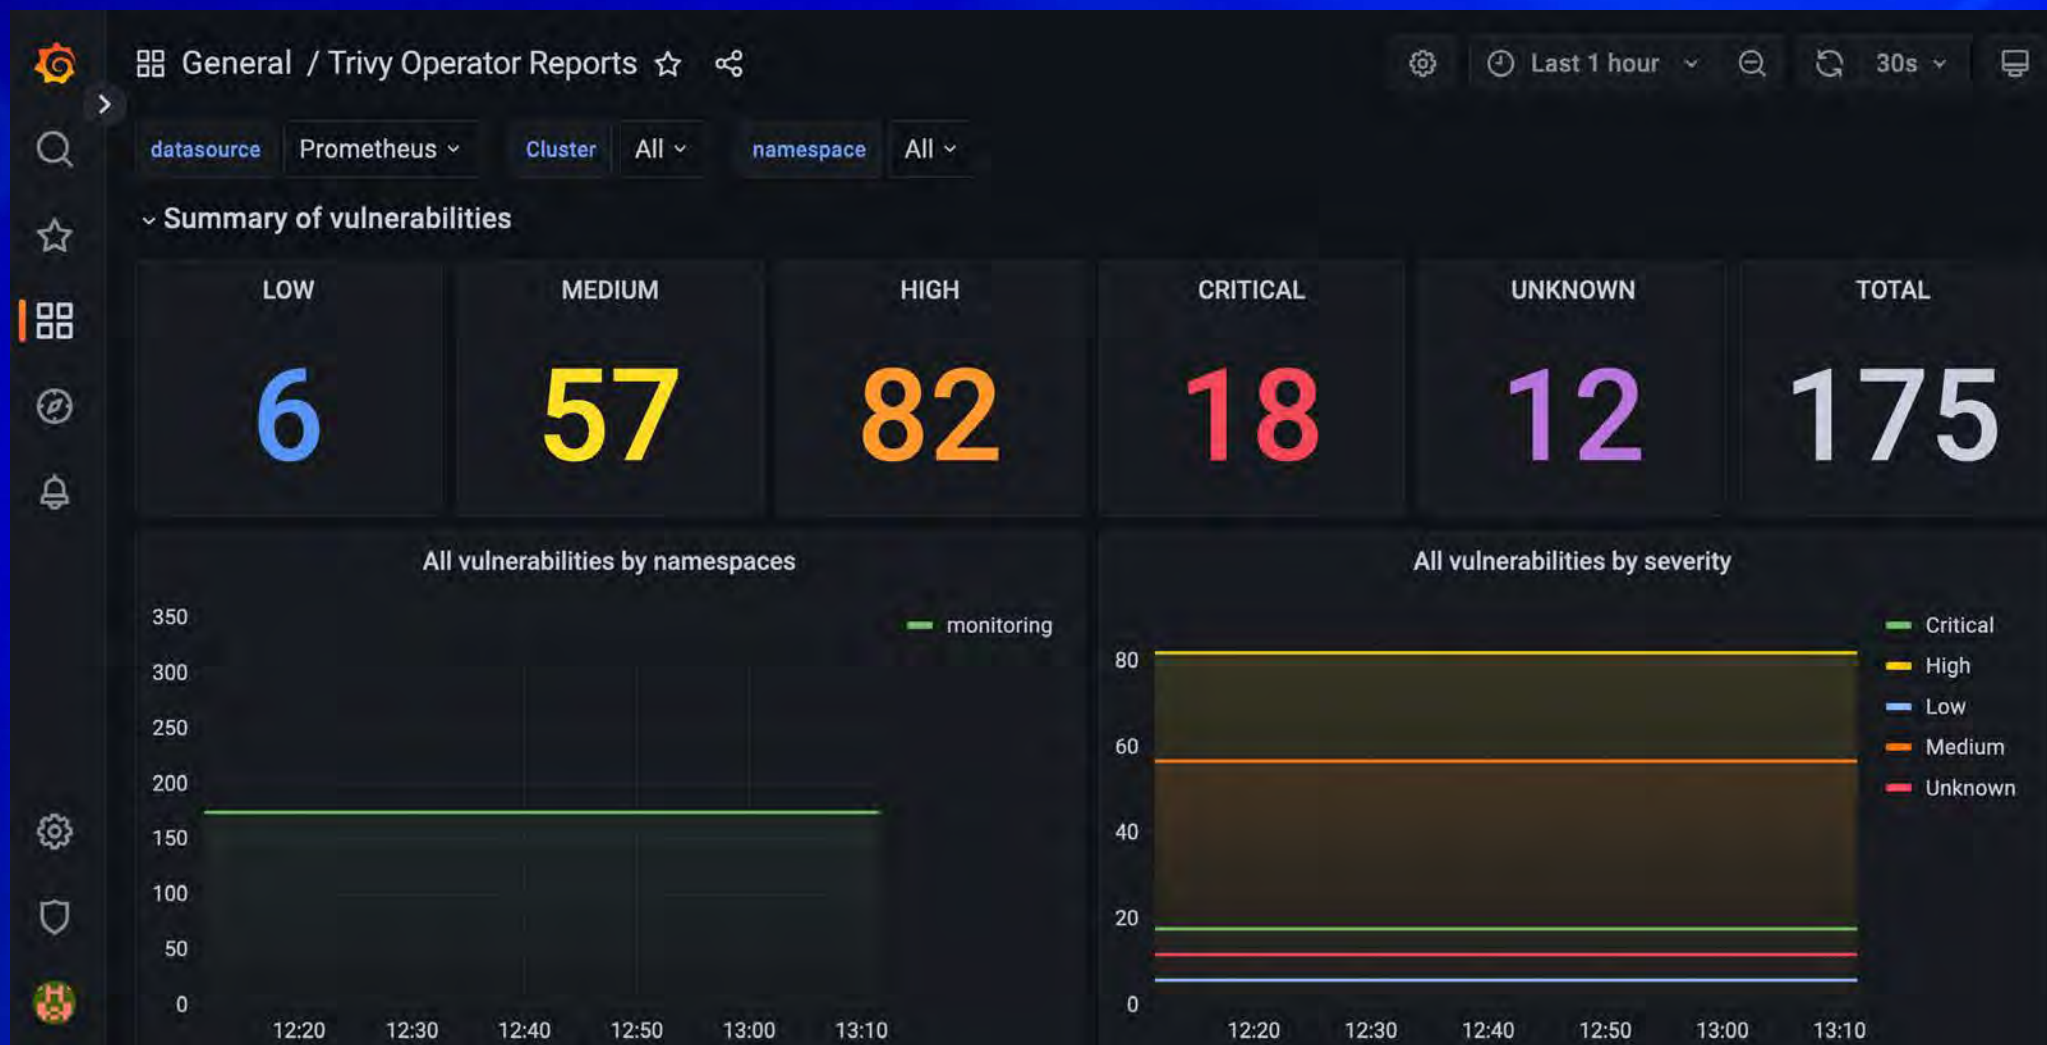 General / Trivy Operator Reports
Last 1 hour
30s
datasource Prometheus Cluster All namespace All
Summary of vulnerabilities
LOW
6
MEDIUM
57
HIGH
82
CRITICAL
18
UNKNOWN
12
TOTAL
175
All vulnerabilities by namespaces
350
300
250
200
150
100
50
0
12:20 12:30 12:40 12:50 13:00 13:10
monitoring
All vulnerabilities by severity
80
60
40
20
0
12:20 12:30 12:40 12:50 13:00 13:10
Critical
High
Low
Medium
Unknown